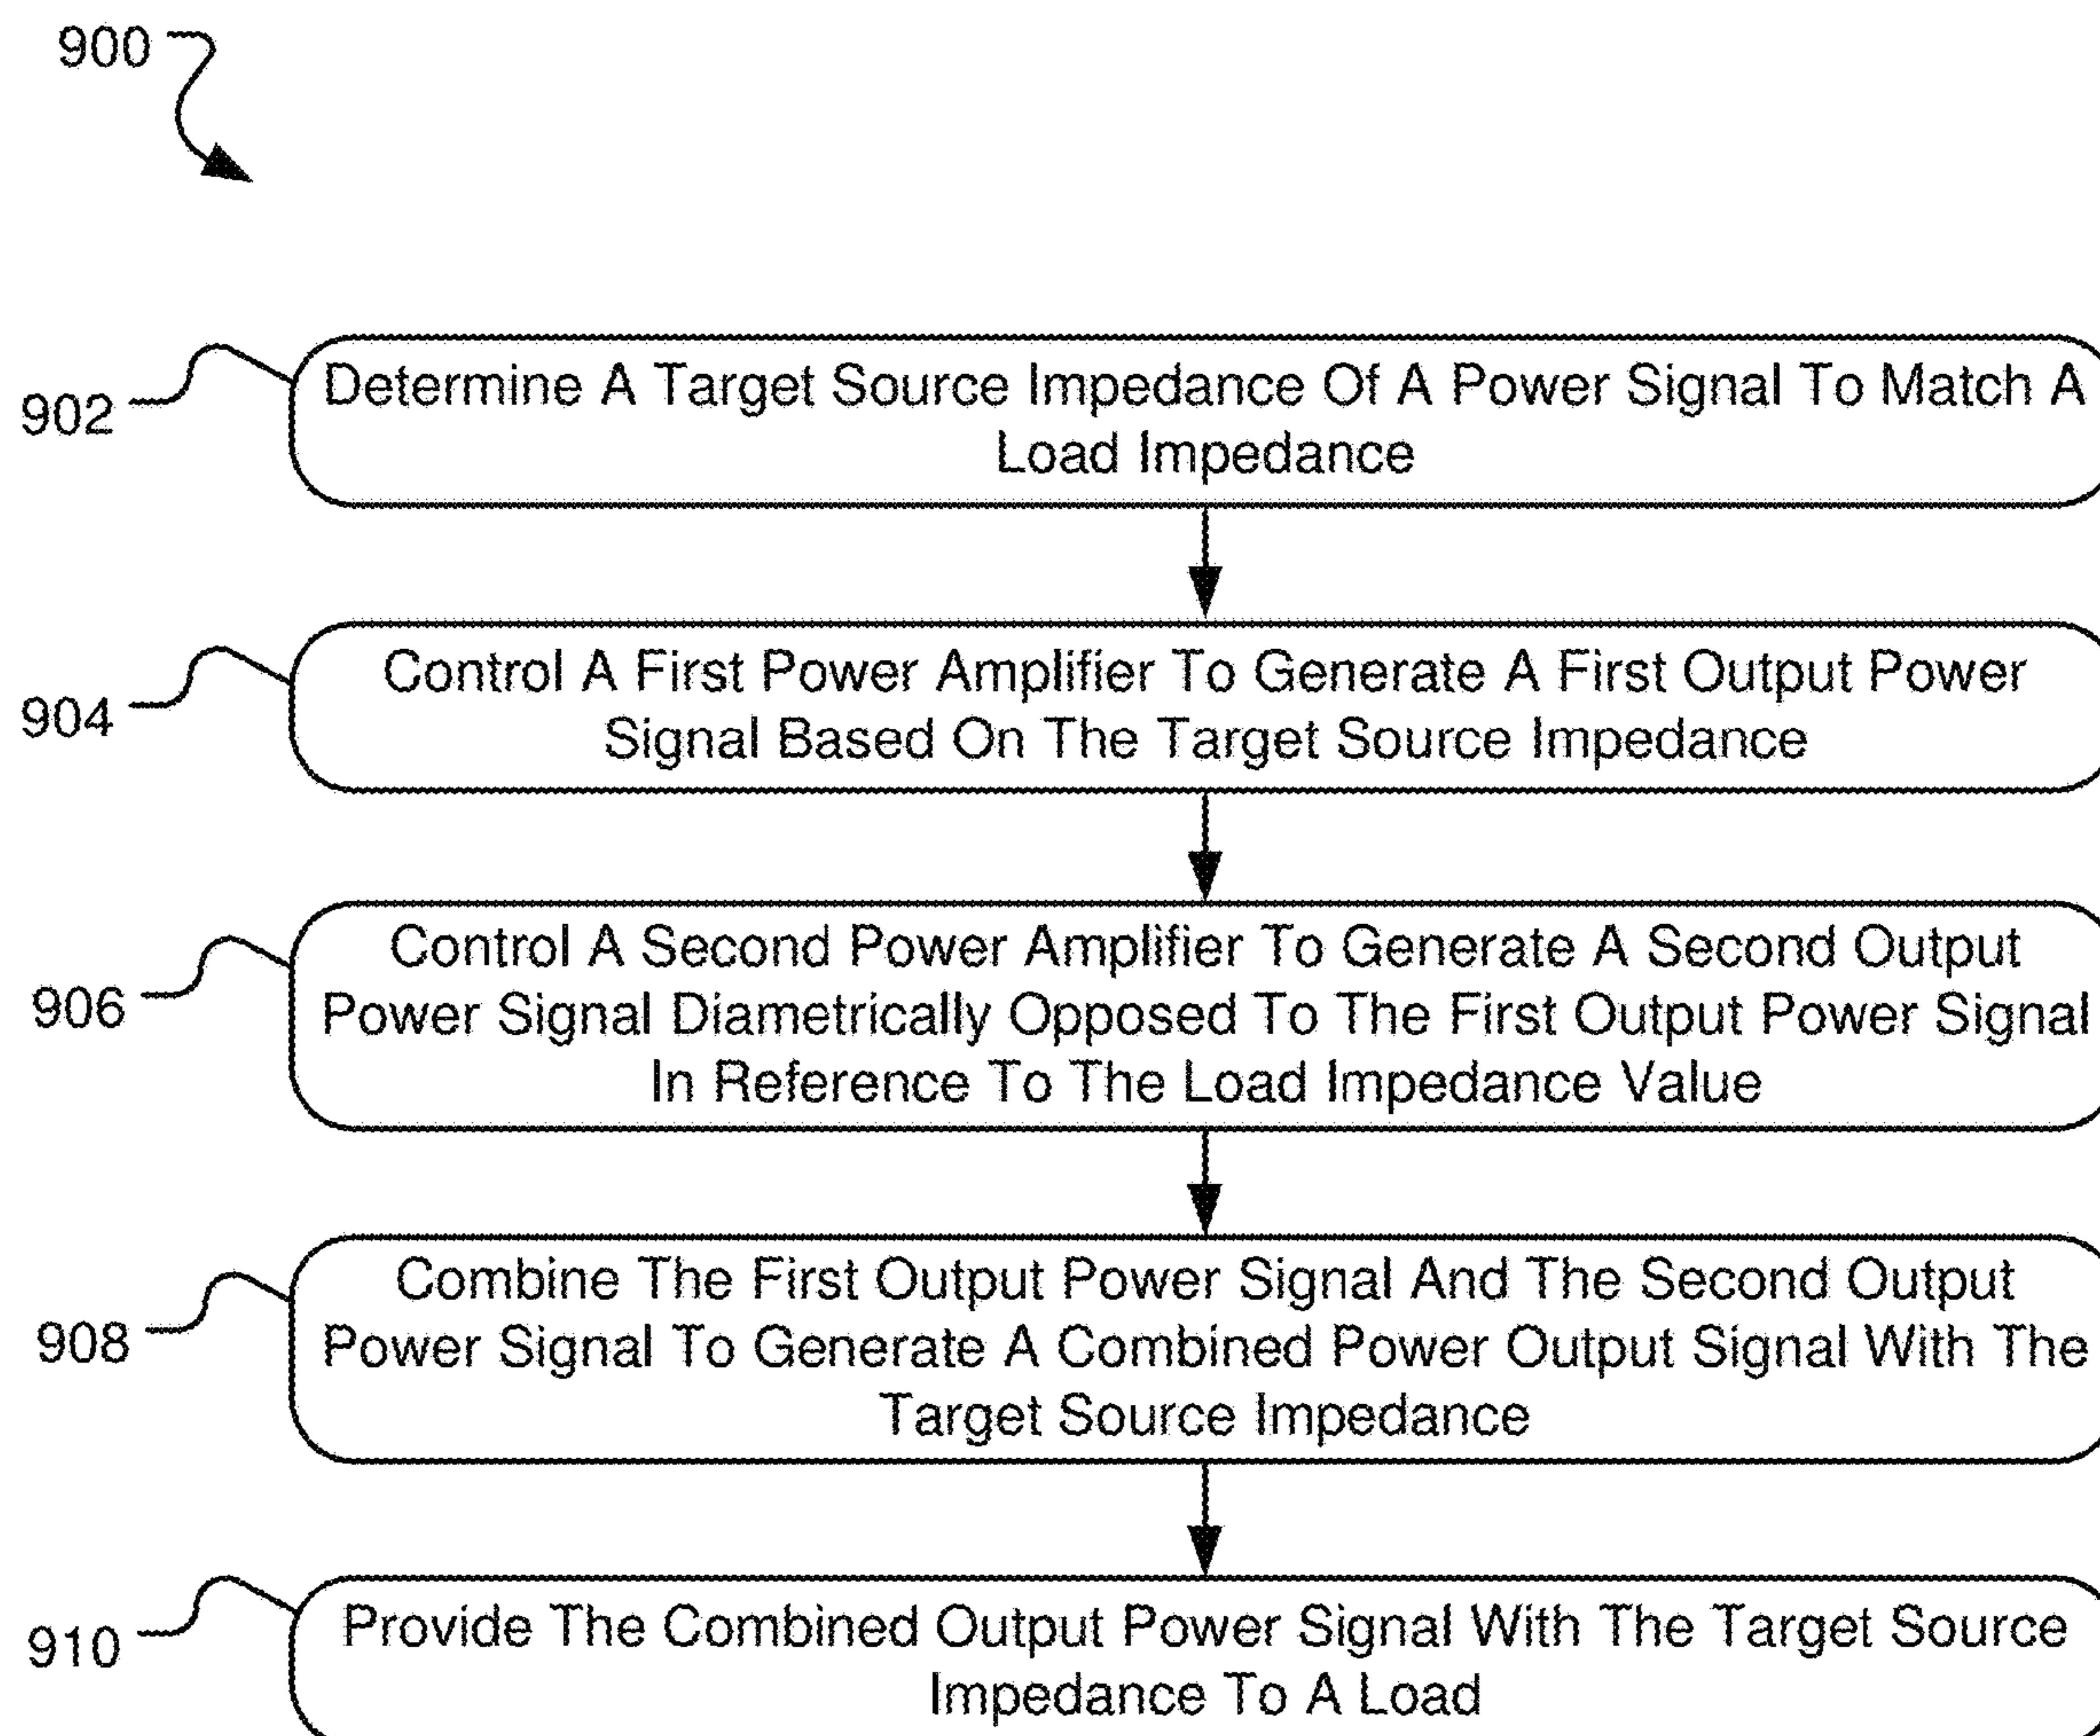 900
902
Determine A Target Source Impedance Of A Power Signal To Match A
Load Impedance
904
Control A First Power Amplifier To Generate A First Output Power
Signal Based On The Target Source Impedance
906
Control A Second Power Amplifier To Generate A Second Output
Power Signal Diametrically Opposed To The First Output Power Signal
In Reference To The Load Impedance Value
908
Combine The First Output Power Signal And The Second Output
Power Signal To Generate A Combined Power Output Signal With The
Target Source Impedance
910
Provide The Combined Output Power Signal With The Target Source
Impedance To A Load